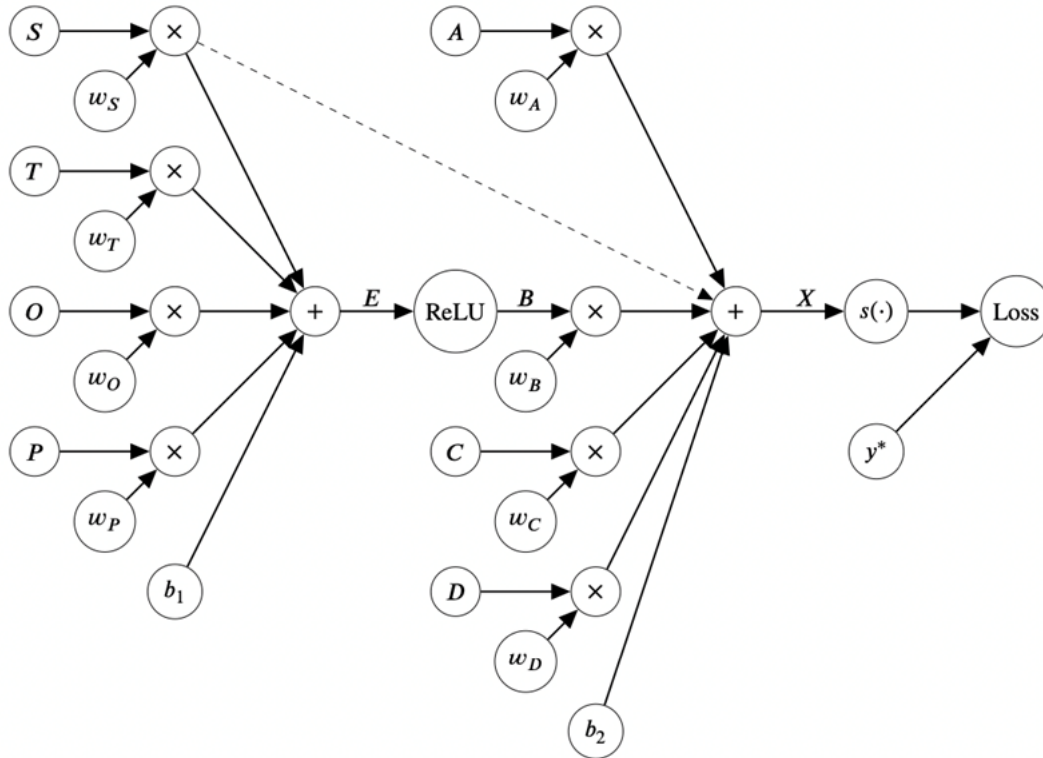 S × A ×
w_S w_A
T ×
w_T
O × + E ReLU B × + X s(·) Loss
w_O w_B
P × C × y*
w_P w_C
b_1 D ×
w_D
b_2